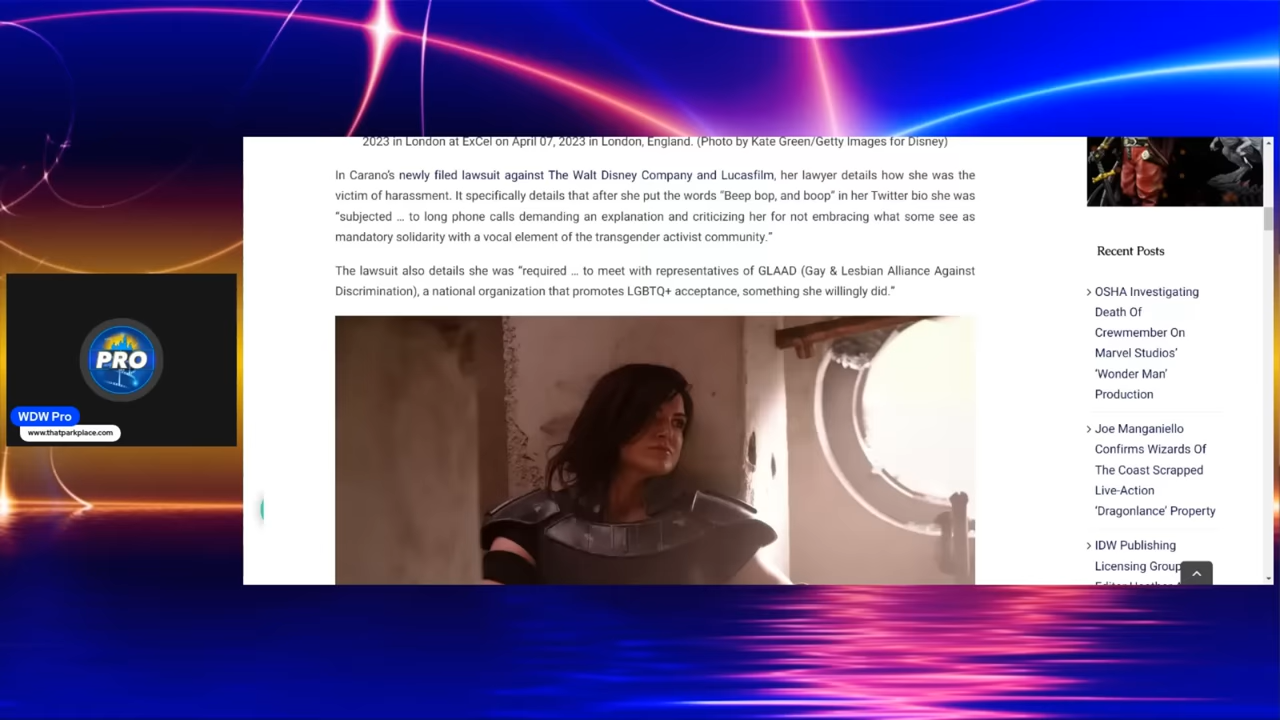 2023 in London at ExCel on April 07, 2023 in London, England. (Photo by Kate Green/Getty Images for Disney)
In Carano's newly filed lawsuit against The Walt Disney Company and Lucasfilm, her lawyer details how she was the
victim of harassment. It specifically details that after she put the words “Beep bop, and boop” in her Twitter bio she was
“subjected ... to long phone calls demanding an explanation and criticizing her for not embracing what some see as
mandatory solidarity with a vocal element of the transgender activist community.”
The lawsuit also details she was “required ... to meet with representatives of GLAAD (Gay & Lesbian Alliance Against
Discrimination), a national organization that promotes LGBTQ+ acceptance, something she willingly did.”
PRO
WDW Pro
www.thatparkplace.com
Recent Posts
OSHA Investigating
Death Of
Crewmember On
Marvel Studios’
‘Wonder Man’
Production
Joe Manganiello
Confirms Wizards Of
The Coast Scrapped
Live-Action
‘Dragonlance’ Property
IDW Publishing
Licensing Group